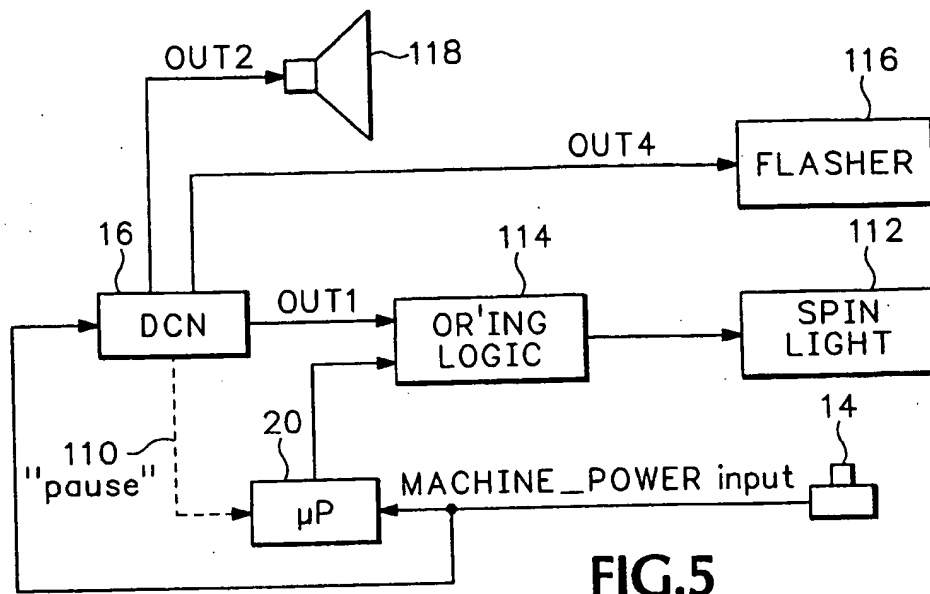 OUT2
118
116
OUT4
FLASHER
16
114
112
DCN
OUT1
OR'ING
LOGIC
SPIN
LIGHT
20
14
110
"pause"
µP
MACHINE_POWER input
FIG.5